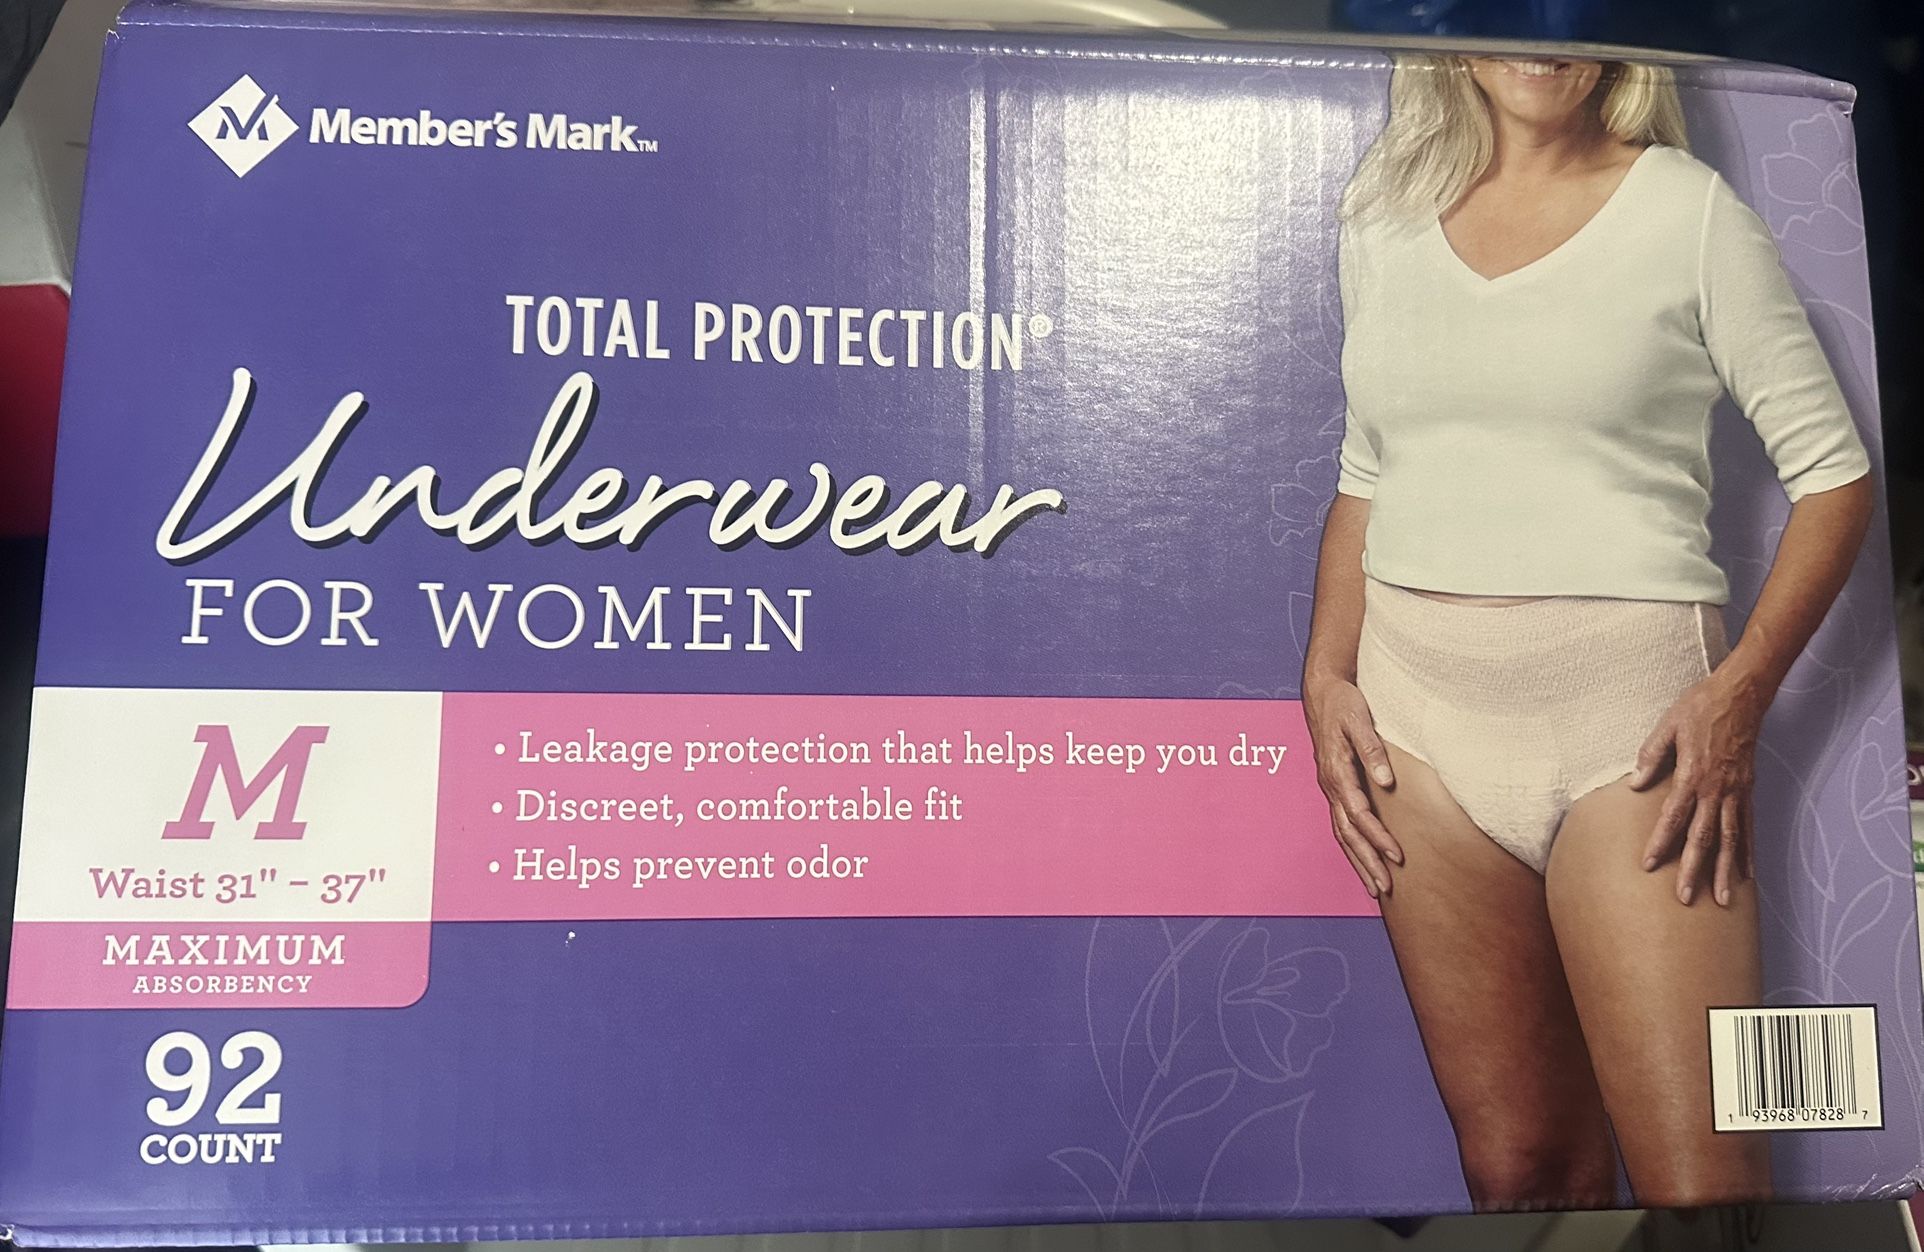 Member's Mark™
TOTAL PROTECTION®
Underwear
FOR WOMEN
M
Waist 31" – 37"
MAXIMUM
ABSORBENCY
• Leakage protection that helps keep you dry
• Discreet, comfortable fit
• Helps prevent odor
92
COUNT
1 93968 07828 7